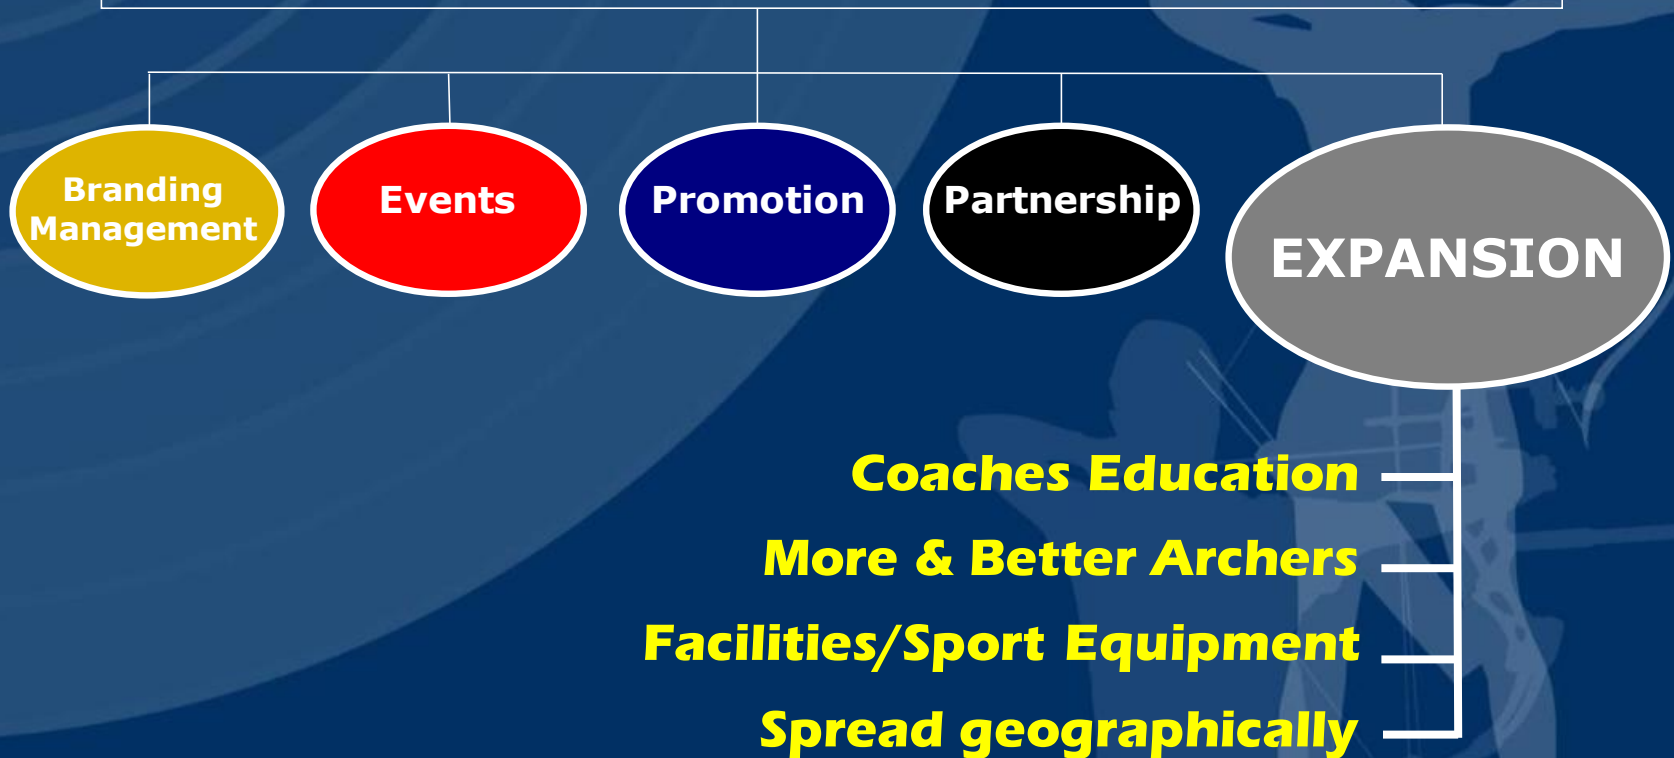 Branding
Management
Events
Promotion
Partnership
EXPANSION
Coaches Education
More & Better Archers
Facilities/Sport Equipment
Spread geographically